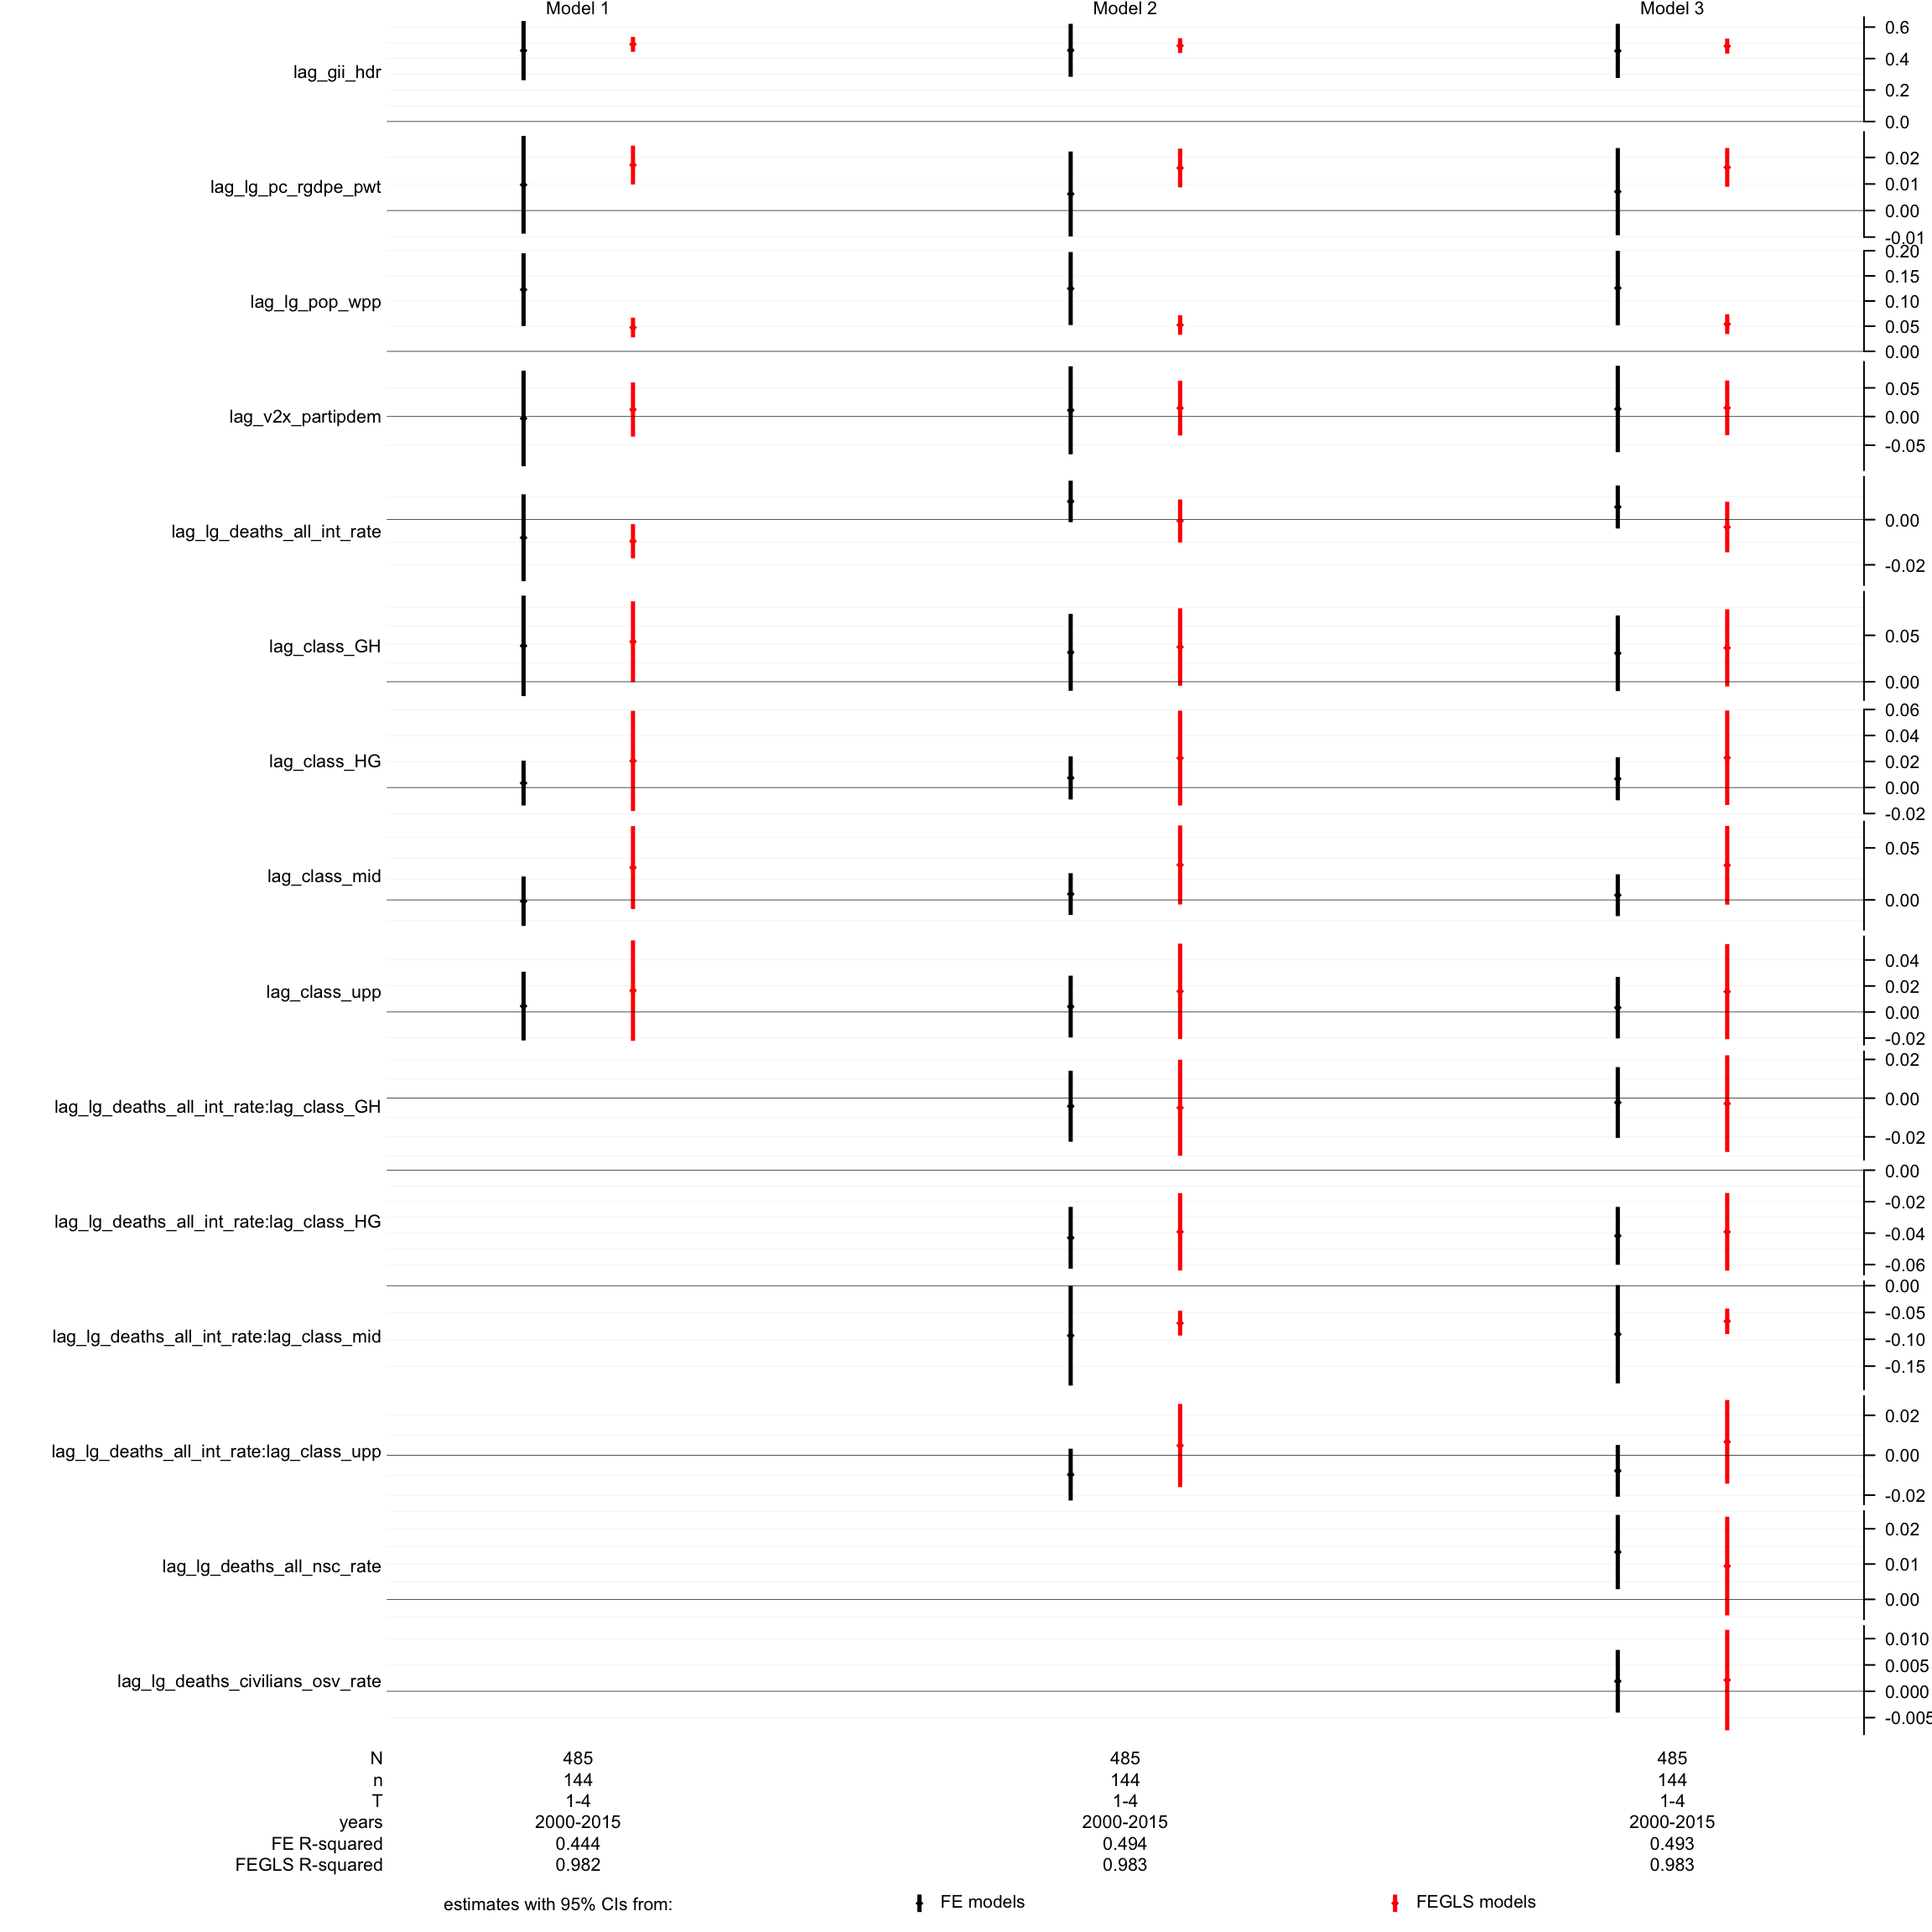 Model 1 Model 2 Model 3
lag_gii_hdr
0.6
0.4
0.2
0.0
lag_lg_pc_rgdpe_pwt
0.02
0.01
0.00
-0.01
lag_lg_pop_wpp
0.20
0.15
0.10
0.05
0.00
lag_v2x_partipdem
0.05
0.00
-0.05
lag_lg_deaths_all_int_rate
0.00
-0.02
lag_class_GH
0.05
0.00
lag_class_HG
0.06
0.04
0.02
0.00
-0.02
lag_class_mid
0.05
0.00
lag_class_upp
0.04
0.02
0.00
-0.02
lag_lg_deaths_all_int_rate:lag_class_GH
0.02
0.00
-0.02
lag_lg_deaths_all_int_rate:lag_class_HG
0.00
-0.02
-0.04
-0.06
lag_lg_deaths_all_int_rate:lag_class_mid
0.00
-0.05
-0.10
-0.15
lag_lg_deaths_all_int_rate:lag_class_upp
0.02
0.00
-0.02
lag_lg_deaths_all_nsc_rate
0.02
0.01
0.00
lag_lg_deaths_civilians_osv_rate
0.010
0.005
0.000
-0.005
N 485 485 485
n 144 144 144
T 1-4 1-4 1-4
years 2000-2015 2000-2015 2000-2015
FE R-squared 0.444 0.494 0.493
FEGLS R-squared 0.982 0.983 0.983
estimates with 95% CIs from: FE models FEGLS models